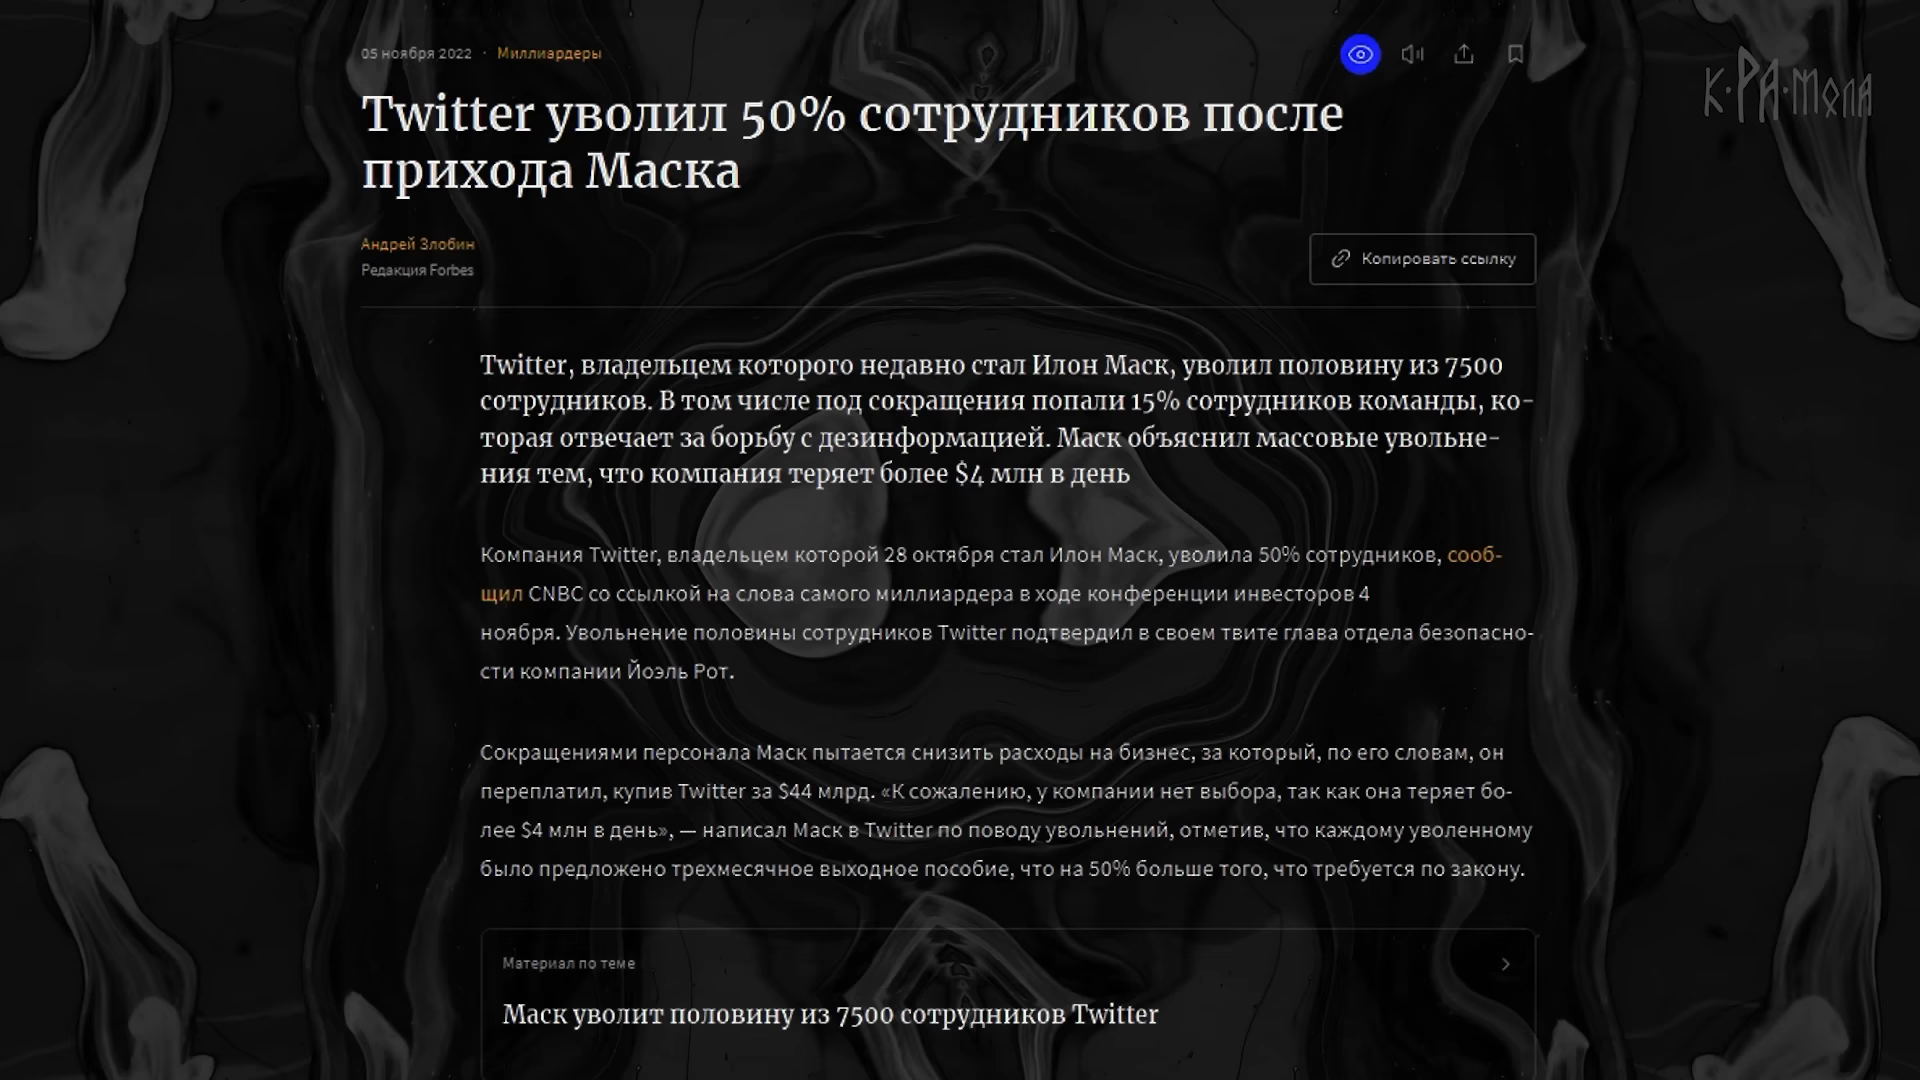 05 ноября 2022 · Миллиардеры
К·РА·МОЛА
Twitter уволил 50% сотрудников после
прихода Маска
Андрей Злобин
Редакция Forbes
Копировать ссылку
Twitter, владельцем которого недавно стал Илон Маск, уволил половину из 7500
сотрудников. В том числе под сокращения попали 15% сотрудников команды, ко-
торая отвечает за борьбу с дезинформацией. Маск объяснил массовые увольне-
ния тем, что компания теряет более $4 млн в день
Компания Twitter, владельцем которой 28 октября стал Илон Маск, уволила 50% сотрудников, сооб-
щил CNBC со ссылкой на слова самого миллиардера в ходе конференции инвесторов 4
ноября. Увольнение половины сотрудников Twitter подтвердил в своем твите глава отдела безопасно-
сти компании Йоэль Рот.
Сокращениями персонала Маск пытается снизить расходы на бизнес, за который, по его словам, он
переплатил, купив Twitter за $44 млрд. «К сожалению, у компании нет выбора, так как она теряет бо-
лее $4 млн в день», — написал Маск в Twitter по поводу увольнений, отметив, что каждому уволенному
было предложено трехмесячное выходное пособие, что на 50% больше того, что требуется по закону.
Материал по теме
Маск уволит половину из 7500 сотрудников Twitter